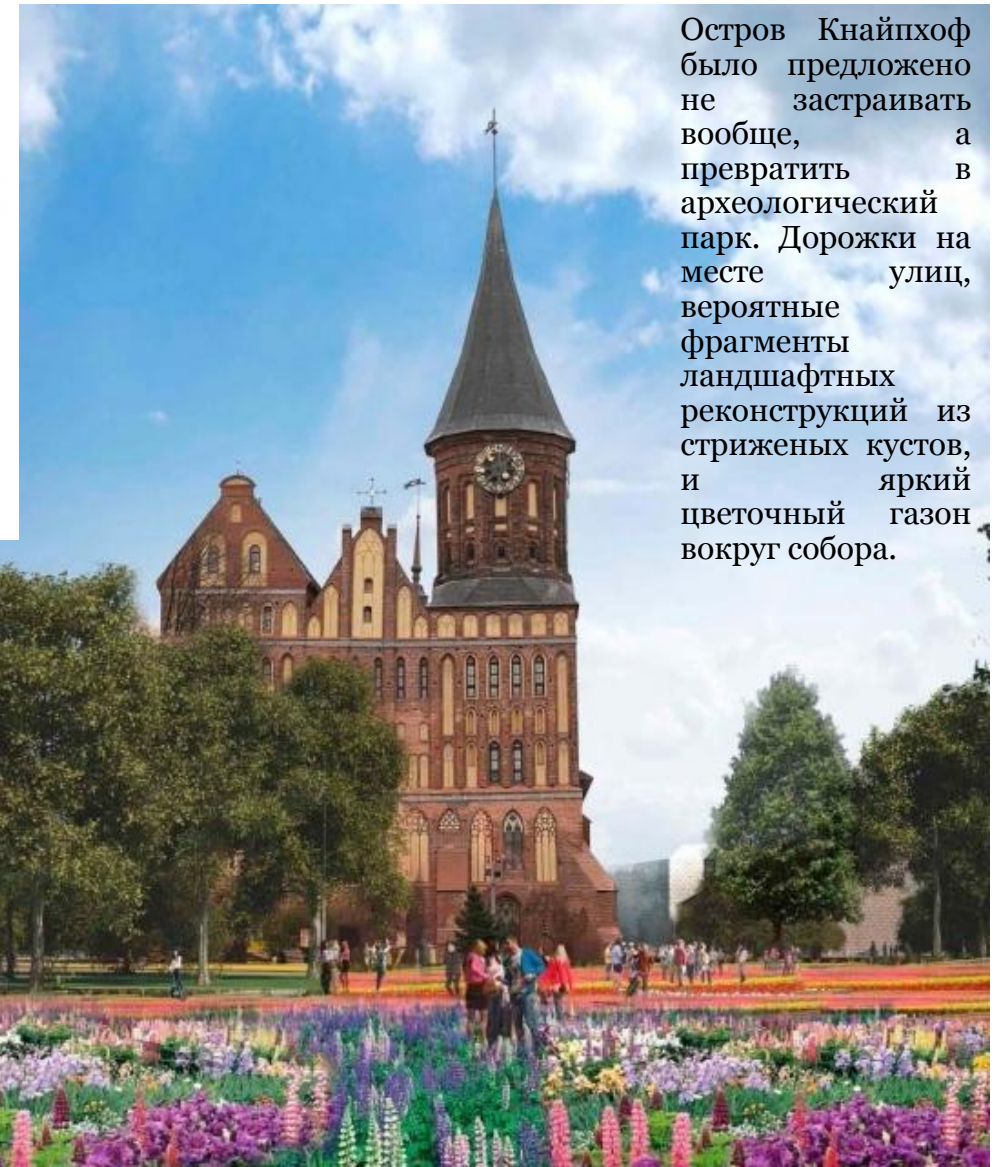 Остров Кнайпхоф
было предложено
не застраивать
вообще, а
превратить в
археологический
парк. Дорожки на
месте улиц,
вероятные
фрагменты
ландшафтных
реконструкций из
стриженых кустов,
и яркий
цветочный газон
вокруг собора.